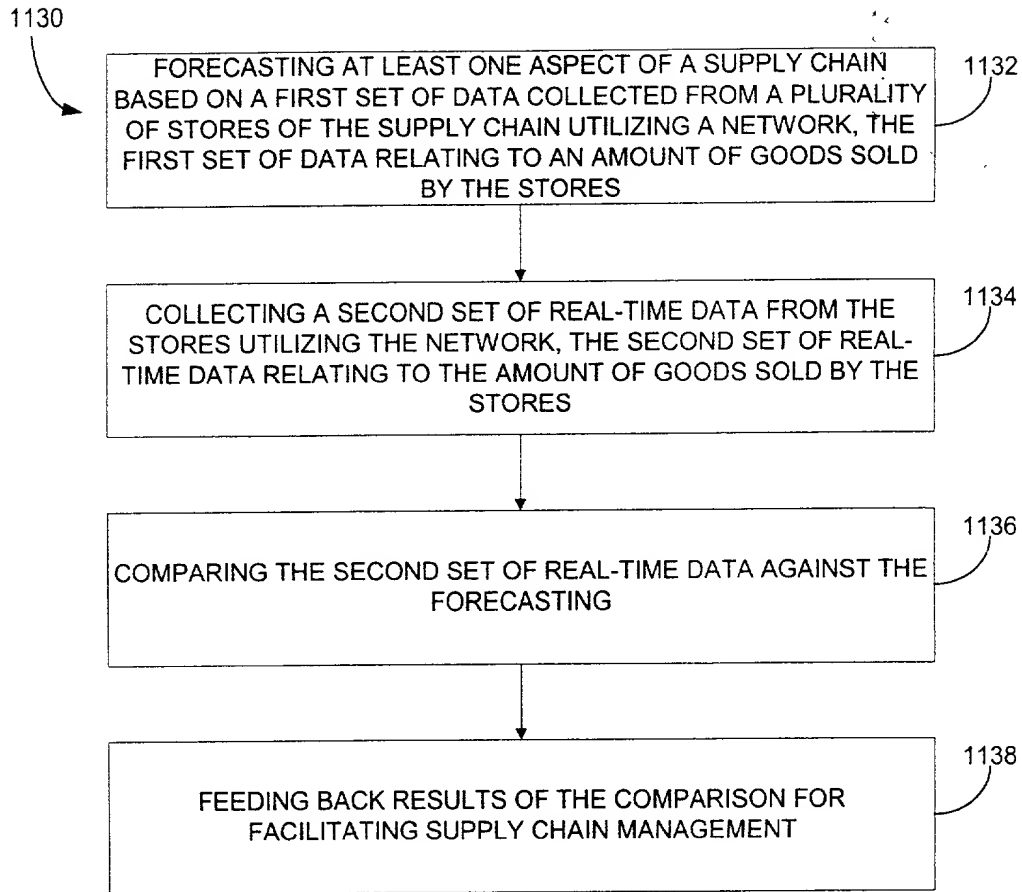 1130
FORECASTING AT LEAST ONE ASPECT OF A SUPPLY CHAIN
BASED ON A FIRST SET OF DATA COLLECTED FROM A PLURALITY
OF STORES OF THE SUPPLY CHAIN UTILIZING A NETWORK, THE
FIRST SET OF DATA RELATING TO AN AMOUNT OF GOODS SOLD
BY THE STORES
1132
COLLECTING A SECOND SET OF REAL-TIME DATA FROM THE
STORES UTILIZING THE NETWORK, THE SECOND SET OF REAL-
TIME DATA RELATING TO THE AMOUNT OF GOODS SOLD BY THE
STORES
1134
COMPARING THE SECOND SET OF REAL-TIME DATA AGAINST THE
FORECASTING
1136
FEEDING BACK RESULTS OF THE COMPARISON FOR
FACILITATING SUPPLY CHAIN MANAGEMENT
1138